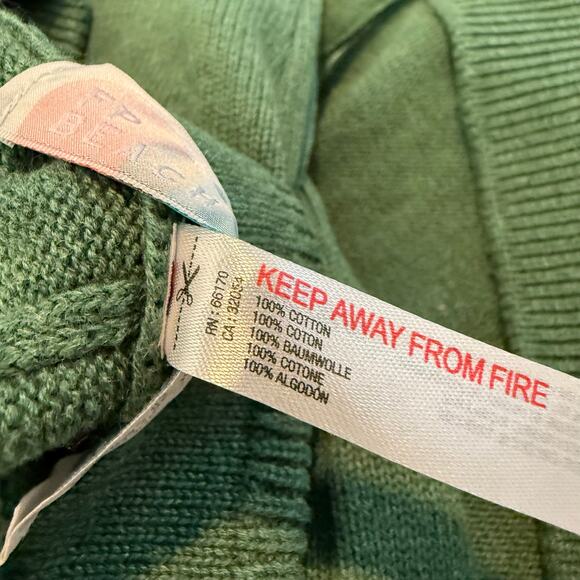 FP
BEACH
RN: 66170
CA: 32054
KEEP AWAY FROM FIRE
100% COTTON
100% COTON
100% BAUMWOLLE
100% COTONE
100% ALGODÓN